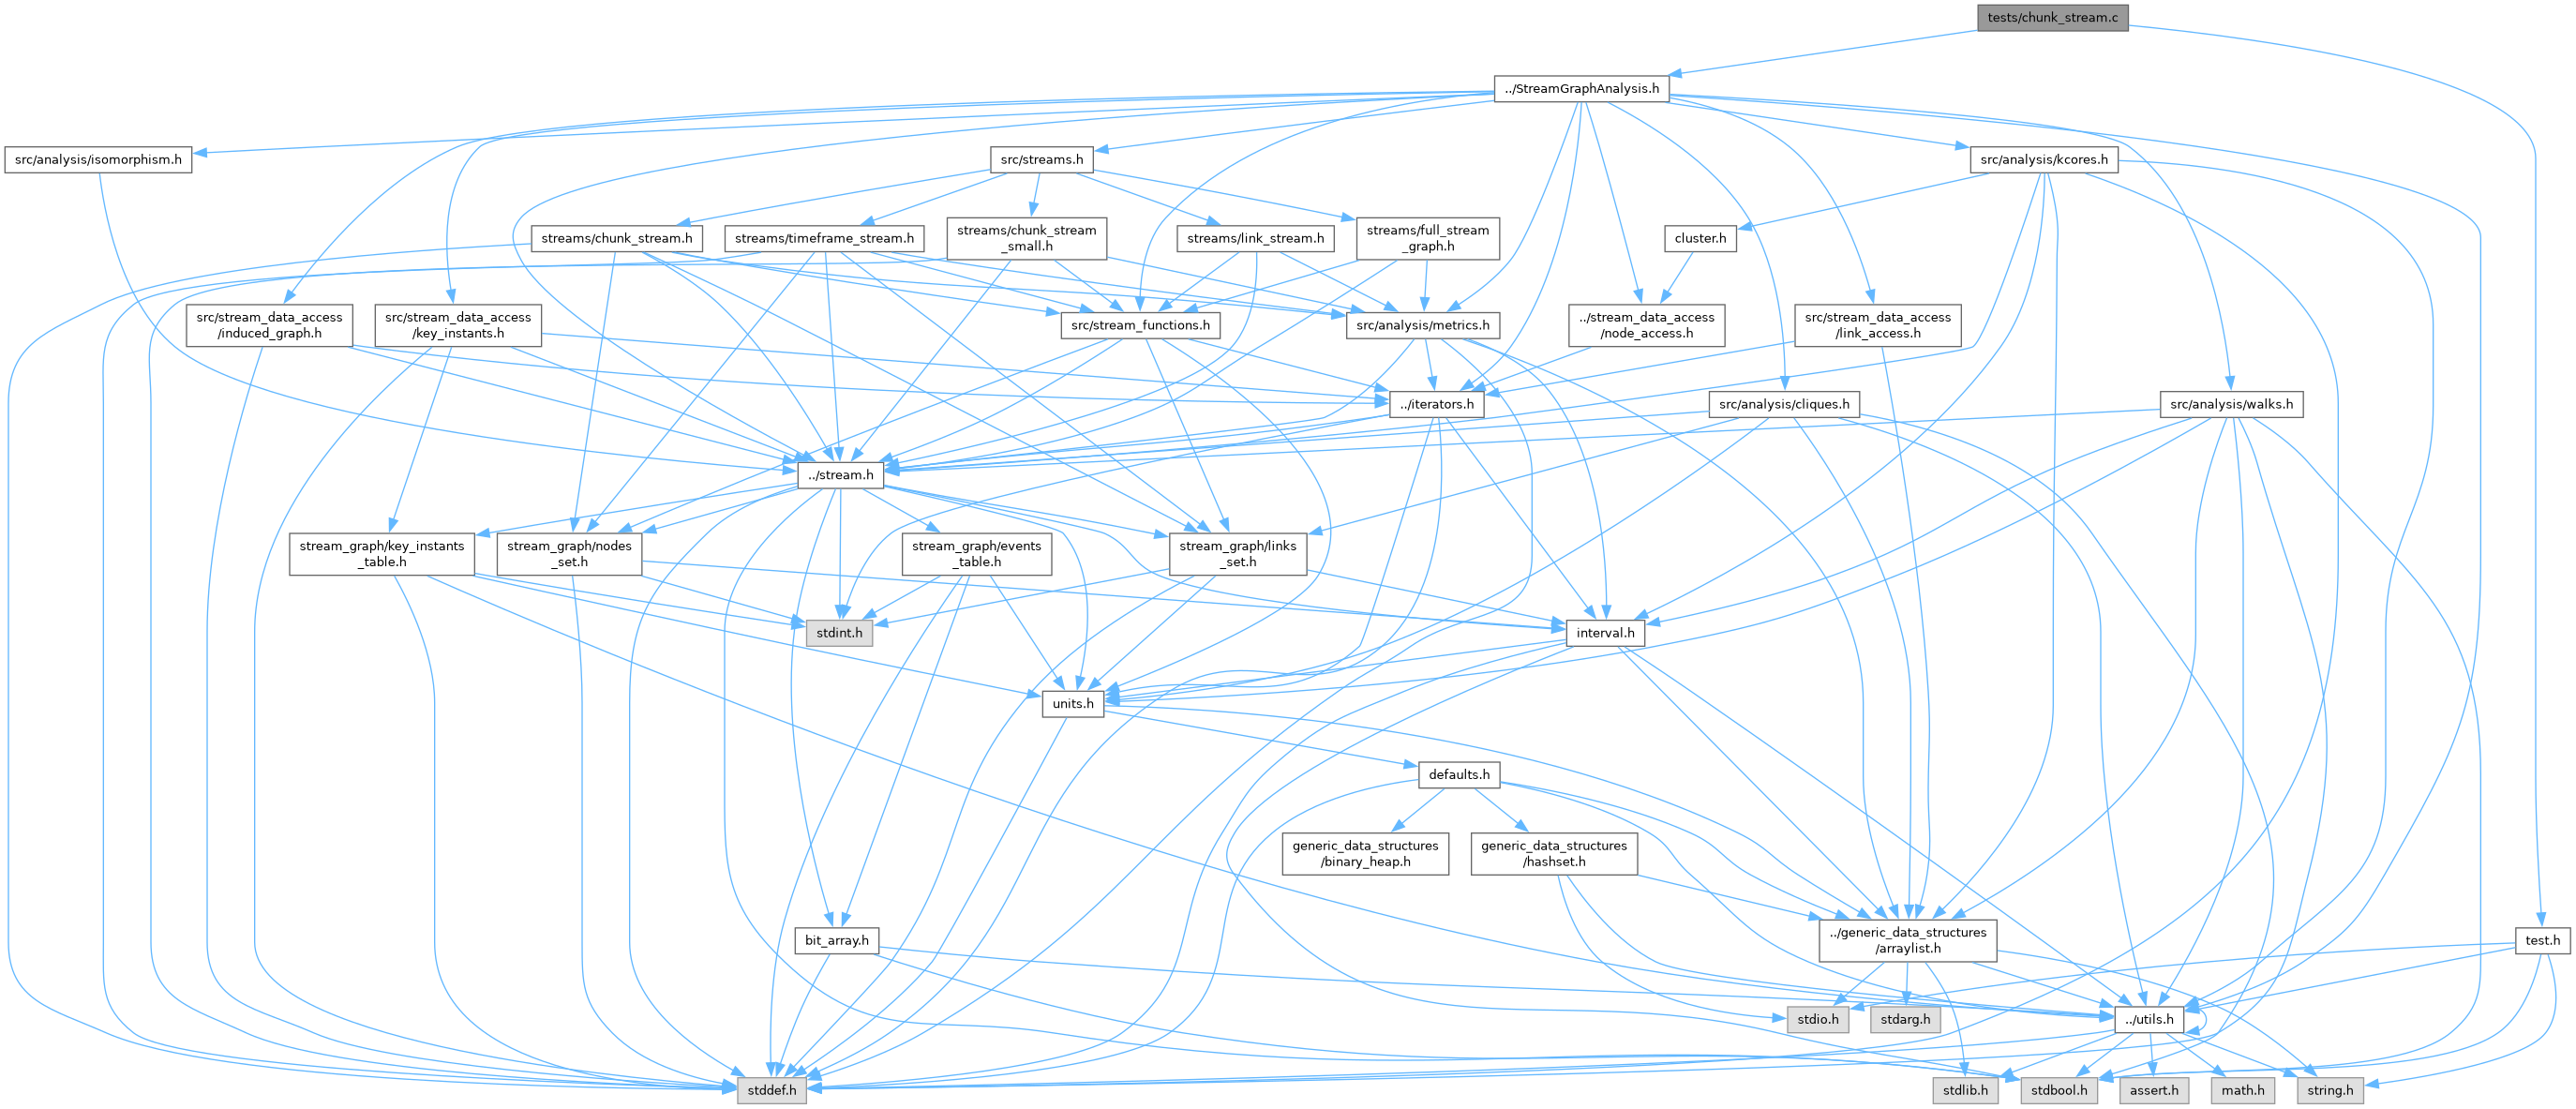 tests/chunk_stream.c
../StreamGraphAnalysis.h
src/analysis/isomorphism.h
src/streams.h
src/analysis/kcores.h
streams/chunk_stream.h
streams/timeframe_stream.h
streams/chunk_stream
_small.h
streams/link_stream.h
streams/full_stream
_graph.h
cluster.h
src/stream_data_access
/induced_graph.h
src/stream_data_access
/key_instants.h
src/stream_functions.h
src/analysis/metrics.h
../stream_data_access
/node_access.h
src/stream_data_access
/link_access.h
../iterators.h
src/analysis/cliques.h
src/analysis/walks.h
../stream.h
stream_graph/key_instants
_table.h
stream_graph/nodes
_set.h
stream_graph/events
_table.h
stream_graph/links
_set.h
stdint.h
interval.h
units.h
defaults.h
generic_data_structures
/binary_heap.h
generic_data_structures
/hashset.h
bit_array.h
../generic_data_structures
/arraylist.h
test.h
stdio.h
stdarg.h
../utils.h
stddef.h
stdlib.h
stdbool.h
assert.h
math.h
string.h